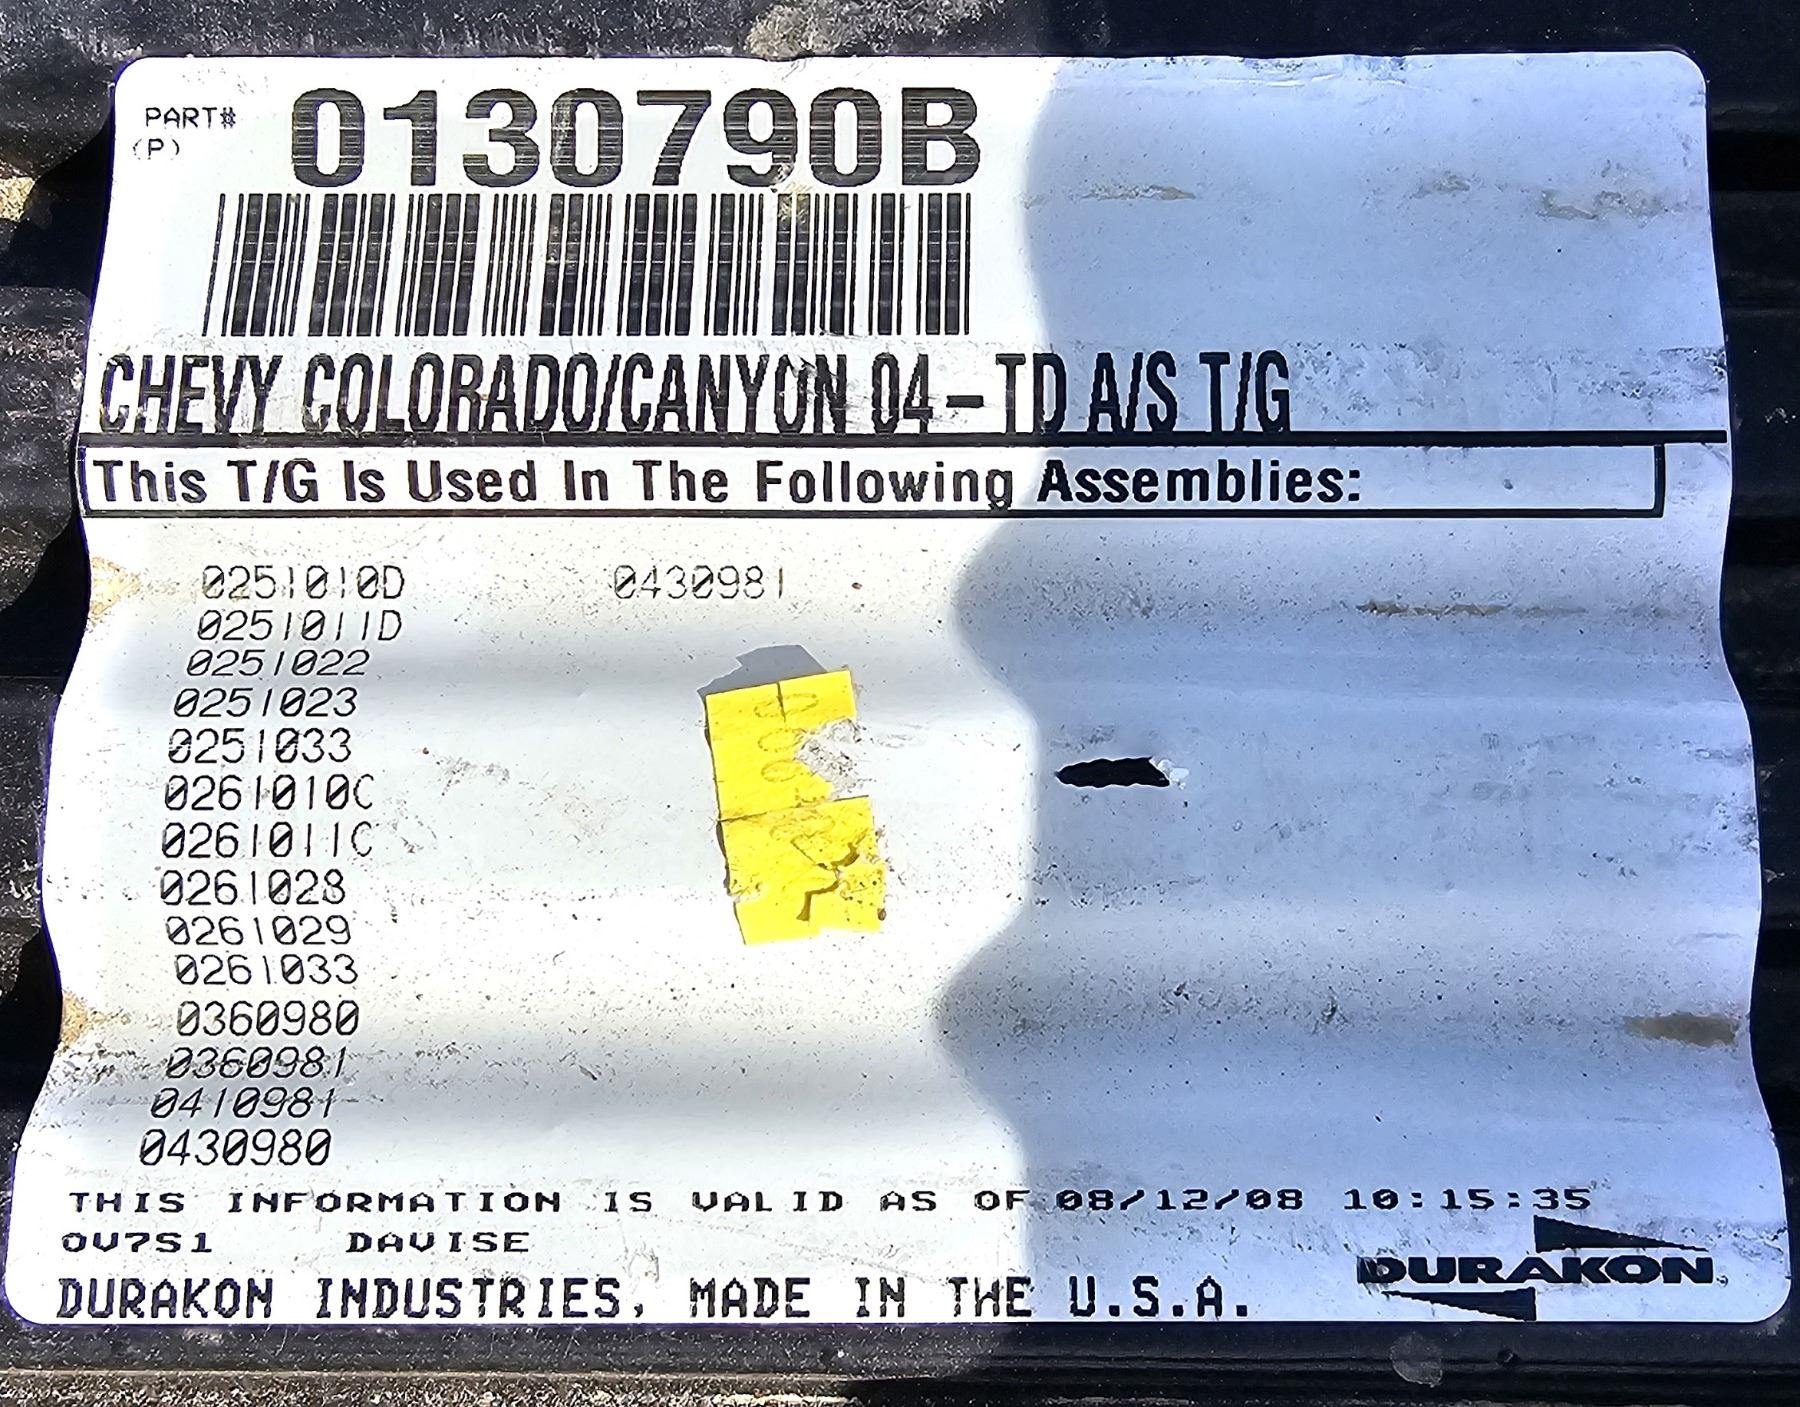 PART# 0130790B
(P)
CHEVY COLORADO/CANYON 04-TD A/S T/G
This T/G Is Used In The Following Assemblies:
0251010D 0430981
0251011D
0251022
0251023
0251033
0261010C
0261011C
0261028
0261029
0261033
0360980
0360981
0410981
0430980
THIS INFORMATION IS VALID AS OF 08/12/08 10:15:35
OV7S1 DAVISE
DURAKON INDUSTRIES, MADE IN THE U.S.A.
DURAKON